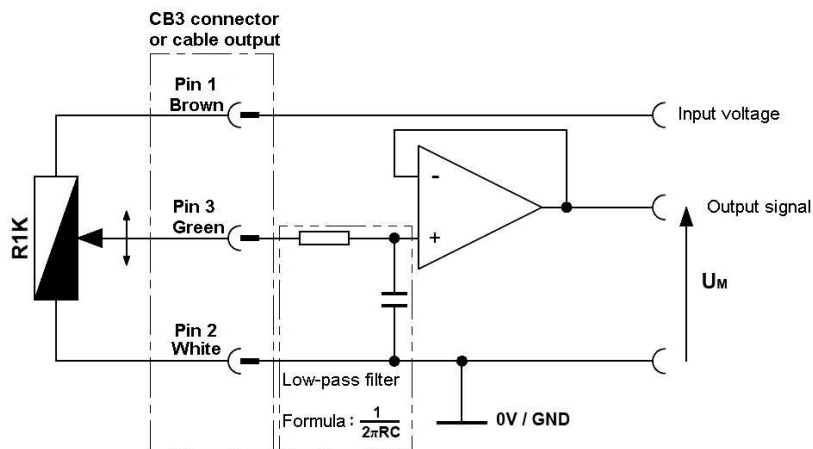 CB3 connector
or cable output
Pin 1
Brown
Input voltage
R1K
Pin 3
Green
-
+
Output signal
UM
Pin 2
White
Low-pass filter
Formula : 1
2πRC
0V / GND